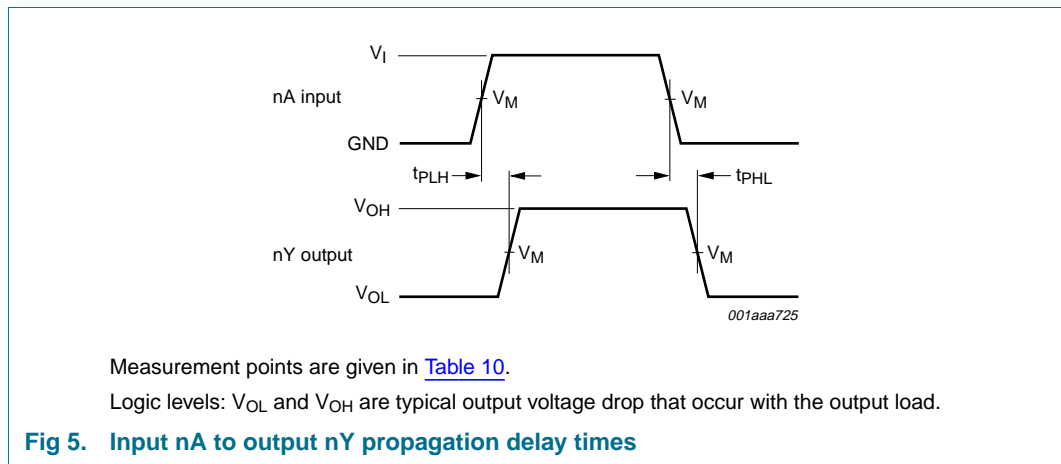 VI
nA input
VM
VM
GND
tPLH
tPHL
VOH
nY output
VM
VM
VOL
001aaa725
Measurement points are given in Table 10.
Logic levels: VOL and VOH are typical output voltage drop that occur with the output load.
Fig 5. Input nA to output nY propagation delay times